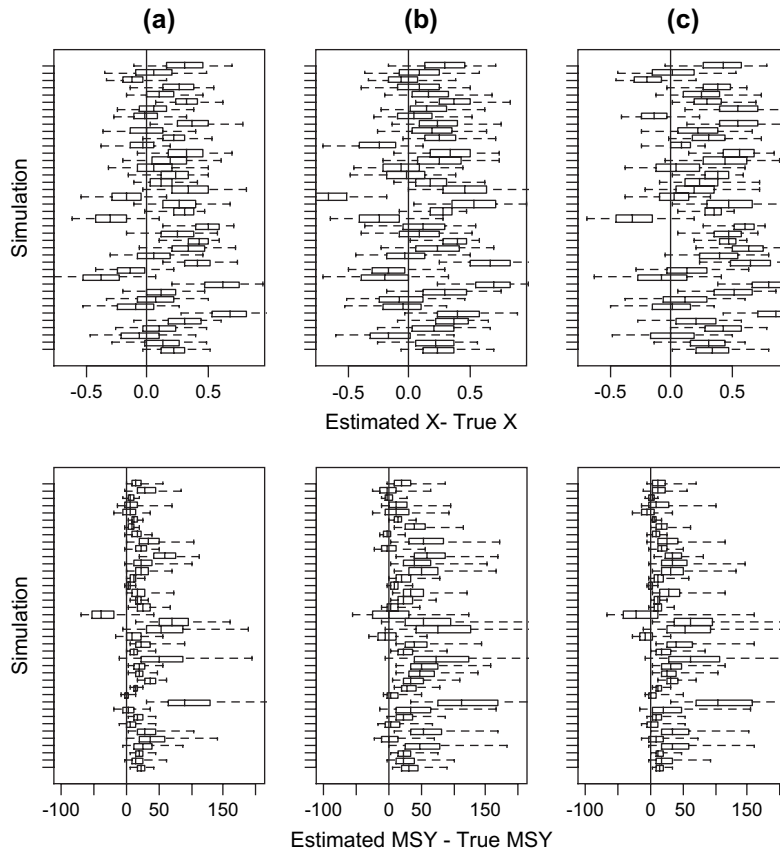 (a) (b) (c)
Simulation
-0.5 0.0 0.5 -0.5 0.0 0.5 -0.5 0.0 0.5
Estimated X- True X
Simulation
-100 0 50 150 -100 0 50 150 -100 0 50 150
Estimated MSY - True MSY